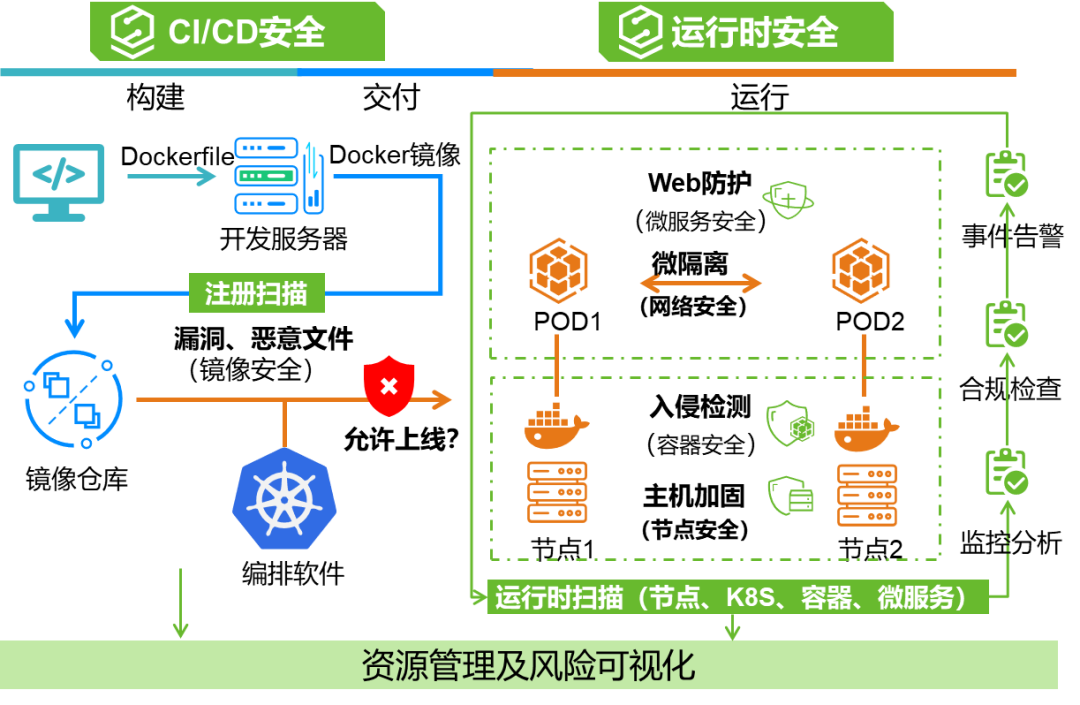 CI/CD安全
运行时安全
构建
交付
运行
Dockerfile
Docker镜像
开发服务器
注册扫描
漏洞、恶意文件
（镜像安全）
允许上线？
镜像仓库
编排软件
Web防护
（微服务安全）
微隔离
（网络安全）
POD1
POD2
入侵检测
（容器安全）
主机加固
（节点安全）
节点1
节点2
事件告警
合规检查
监控分析
运行时扫描（节点、K8S、容器、微服务）
资源管理及风险可视化